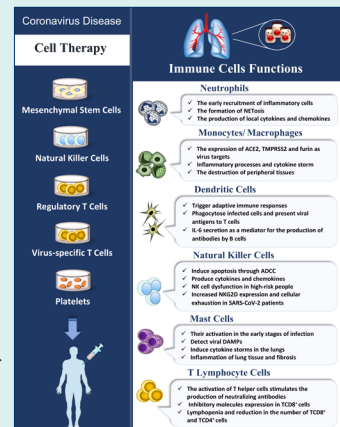 Coronavirus Disease
Cell Therapy
Mesenchymal Stem Cells
Natural Killer Cells
Regulatory T Cells
Virus-specific T Cells
Platelets
Immune Cells Functions
Neutrophils
✓ The early recruitment of inflammatory cells
✓ The formation of NETosis
✓ The production of local cytokines and chemokines
Monocytes/ Macrophages
✓ The expression of ACE2, TMPRSS2 and furin as
virus targets
✓ Inflammatory processes and cytokine storm
✓ The destruction of peripheral tissues
Dendritic Cells
✓ Trigger adaptive immune responses
✓ Phagocytose infected cells and present viral
antigens to T cells
✓ IL-6 secretion as a mediator for the production of
antibodies by B cells
Natural Killer Cells
✓ Induce apoptosis through ADCC
✓ Produce cytokines and chemokines
✓ NK cell dysfunction in high-risk people
✓ Increased NKG2D expression and cellular
exhaustion in SARS-CoV-2 patients
Mast Cells
✓ Their activation in the early stages of infection
✓ Detect viral DAMPs
✓ Induce cytokine storms in the lungs
✓ Inflammation of lung tissue and fibrosis
T Lymphocyte Cells
✓ The activation of T helper cells stimulates the
production of neutralizing antibodies
✓ Inhibitory molecules expression in TCD8⁺ cells
✓ Lymphopenia and reduction in the number of TCD8⁺
and TCD4⁺ cells